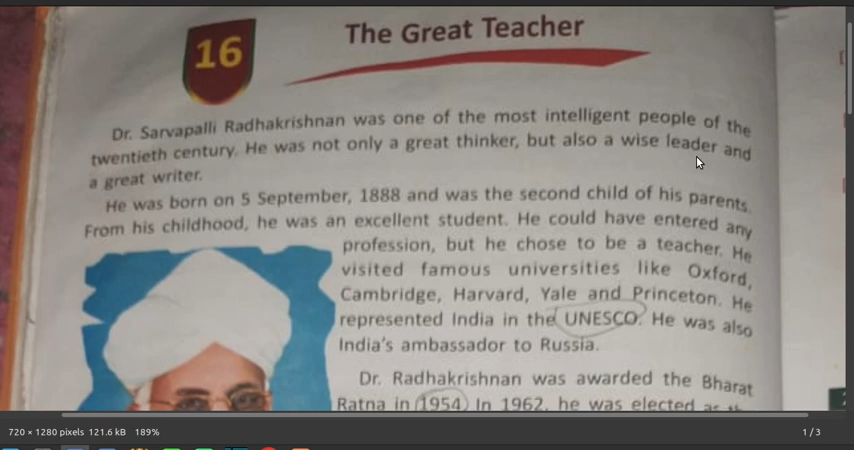 16
The Great Teacher
Dr. Sarvapalli Radhakrishnan was one of the most intelligent people of the
twentieth century. He was not only a great thinker, but also a wise leader and
a great writer.
He was born on 5 September, 1888 and was the second child of his parents.
From his childhood, he was an excellent student. He could have entered any
profession, but he chose to be a teacher. He
visited famous universities like Oxford,
Cambridge, Harvard, Yale and Princeton. He
represented India in the UNESCO. He was also
India's ambassador to Russia.
Dr. Radhakrishnan was awarded the Bharat
Ratna in 1954. In 1962, he was elected as
720 × 1280 pixels 121.6 kB 189%
1 / 3